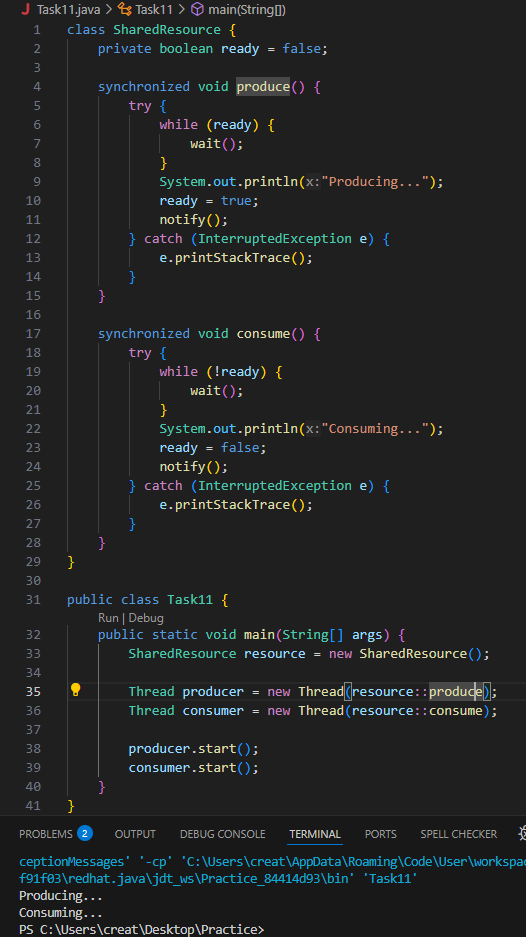 J Task11.java > Task11 > main(String[])
1 class SharedResource {
2     private boolean ready = false;
3
4     synchronized void produce() {
5         try {
6             while (ready) {
7                 wait();
8             }
9             System.out.println(x:"Producing...");
10             ready = true;
11             notify();
12         } catch (InterruptedException e) {
13             e.printStackTrace();
14         }
15     }
16
17     synchronized void consume() {
18         try {
19             while (!ready) {
20                 wait();
21             }
22             System.out.println(x:"Consuming...");
23             ready = false;
24             notify();
25         } catch (InterruptedException e) {
26             e.printStackTrace();
27         }
28     }
29 }
30
31 public class Task11 {
Run | Debug
32     public static void main(String[] args) {
33         SharedResource resource = new SharedResource();
34
35         Thread producer = new Thread(resource::produce);
36         Thread consumer = new Thread(resource::consume);
37
38         producer.start();
39         consumer.start();
40     }
41 }
PROBLEMS 2 OUTPUT DEBUG CONSOLE TERMINAL PORTS SPELL CHECKER
ceptionMessages' '-cp' 'C:\Users\creat\AppData\Roaming\Code\User\workspac
f91f03\redhat.java\jdt_ws\Practice_84414d93\bin' 'Task11'
Producing...
Consuming...
PS C:\Users\creat\Desktop\Practice>